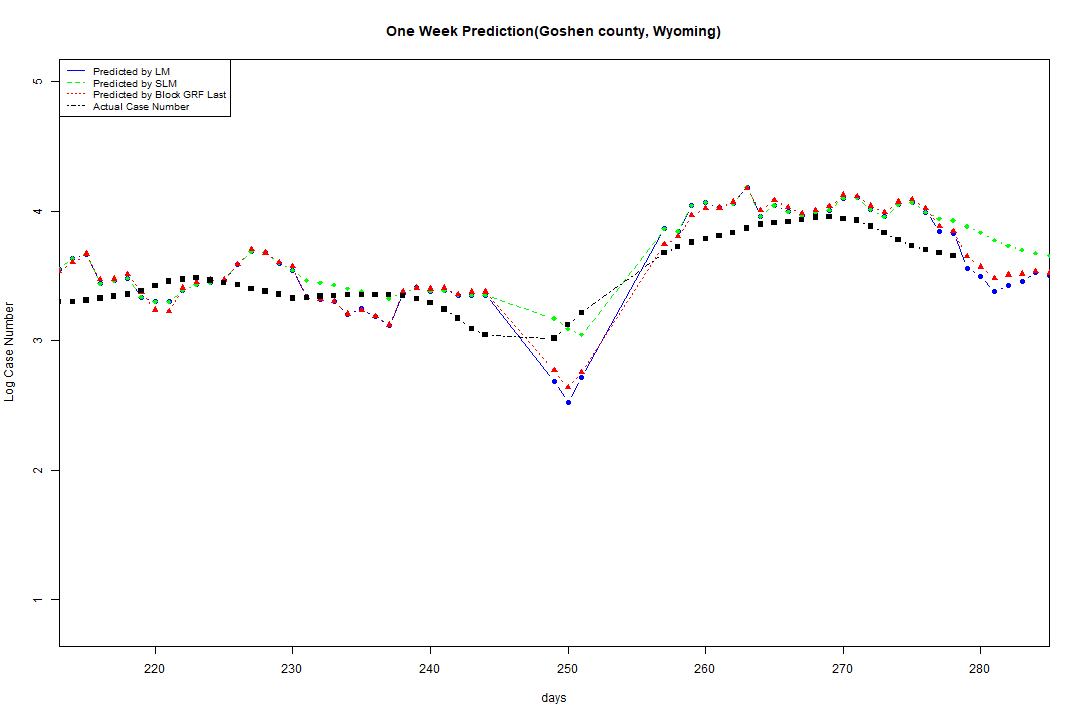 One Week Prediction(Goshen county, Wyoming)
Predicted by LM
Predicted by SLM
Predicted by Block GRF Last
Actual Case Number
5
4
3
2
1
Log Case Number
220 230 240 250 260 270 280
days